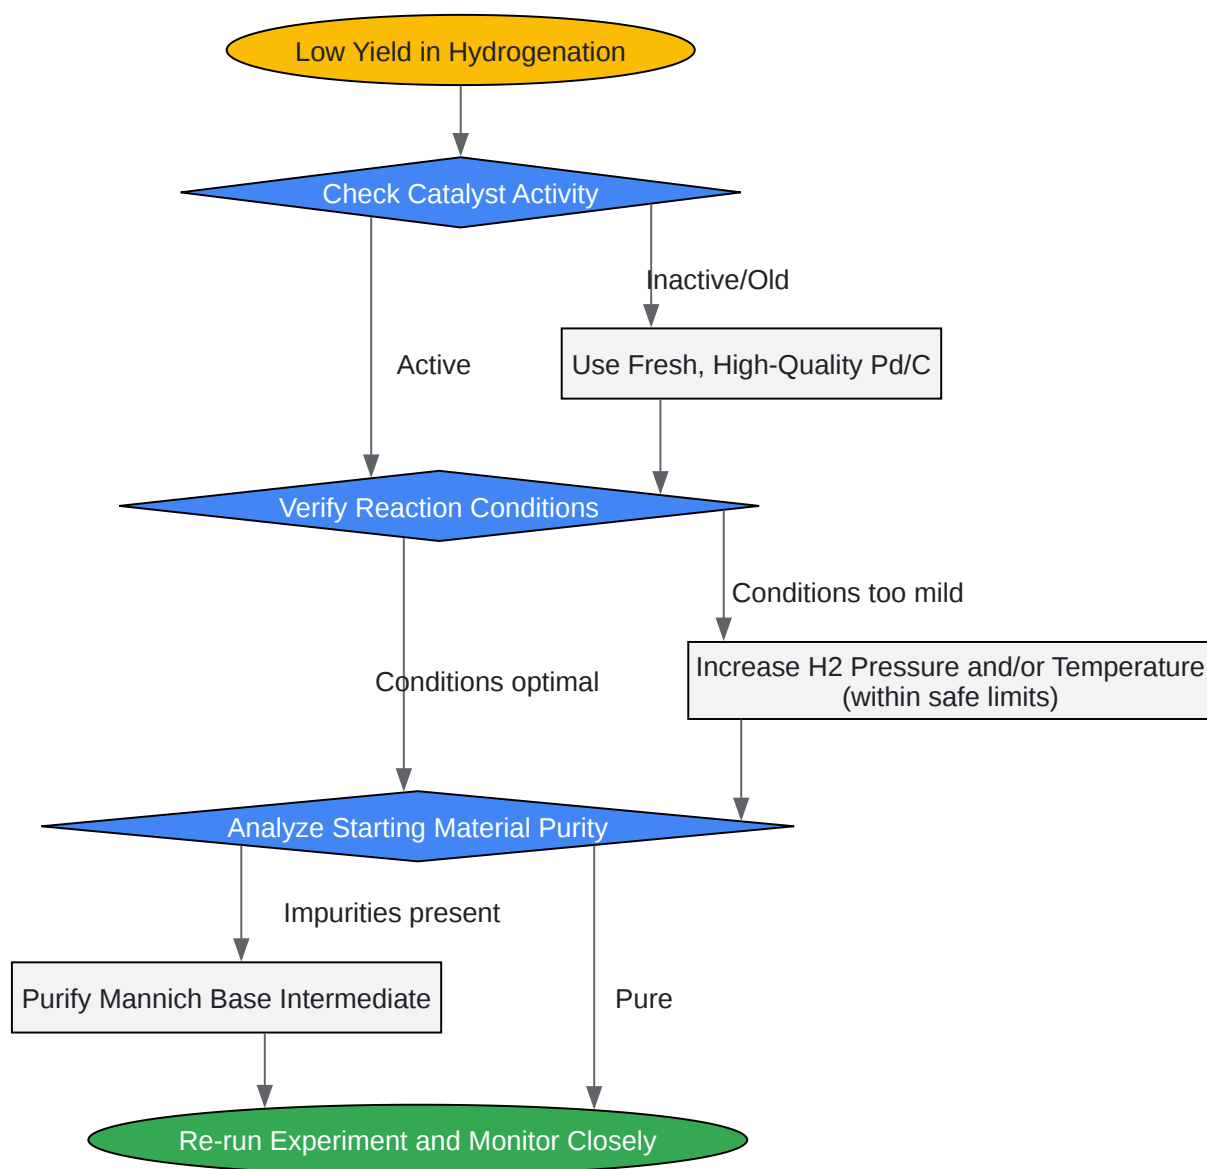 Low Yield in Hydrogenation
Check Catalyst Activity
Inactive/Old
Active
Use Fresh, High-Quality Pd/C
Verify Reaction Conditions
Conditions too mild
Increase H2 Pressure and/or Temperature
(within safe limits)
Conditions optimal
Analyze Starting Material Purity
Impurities present
Purify Mannich Base Intermediate
Pure
Re-run Experiment and Monitor Closely